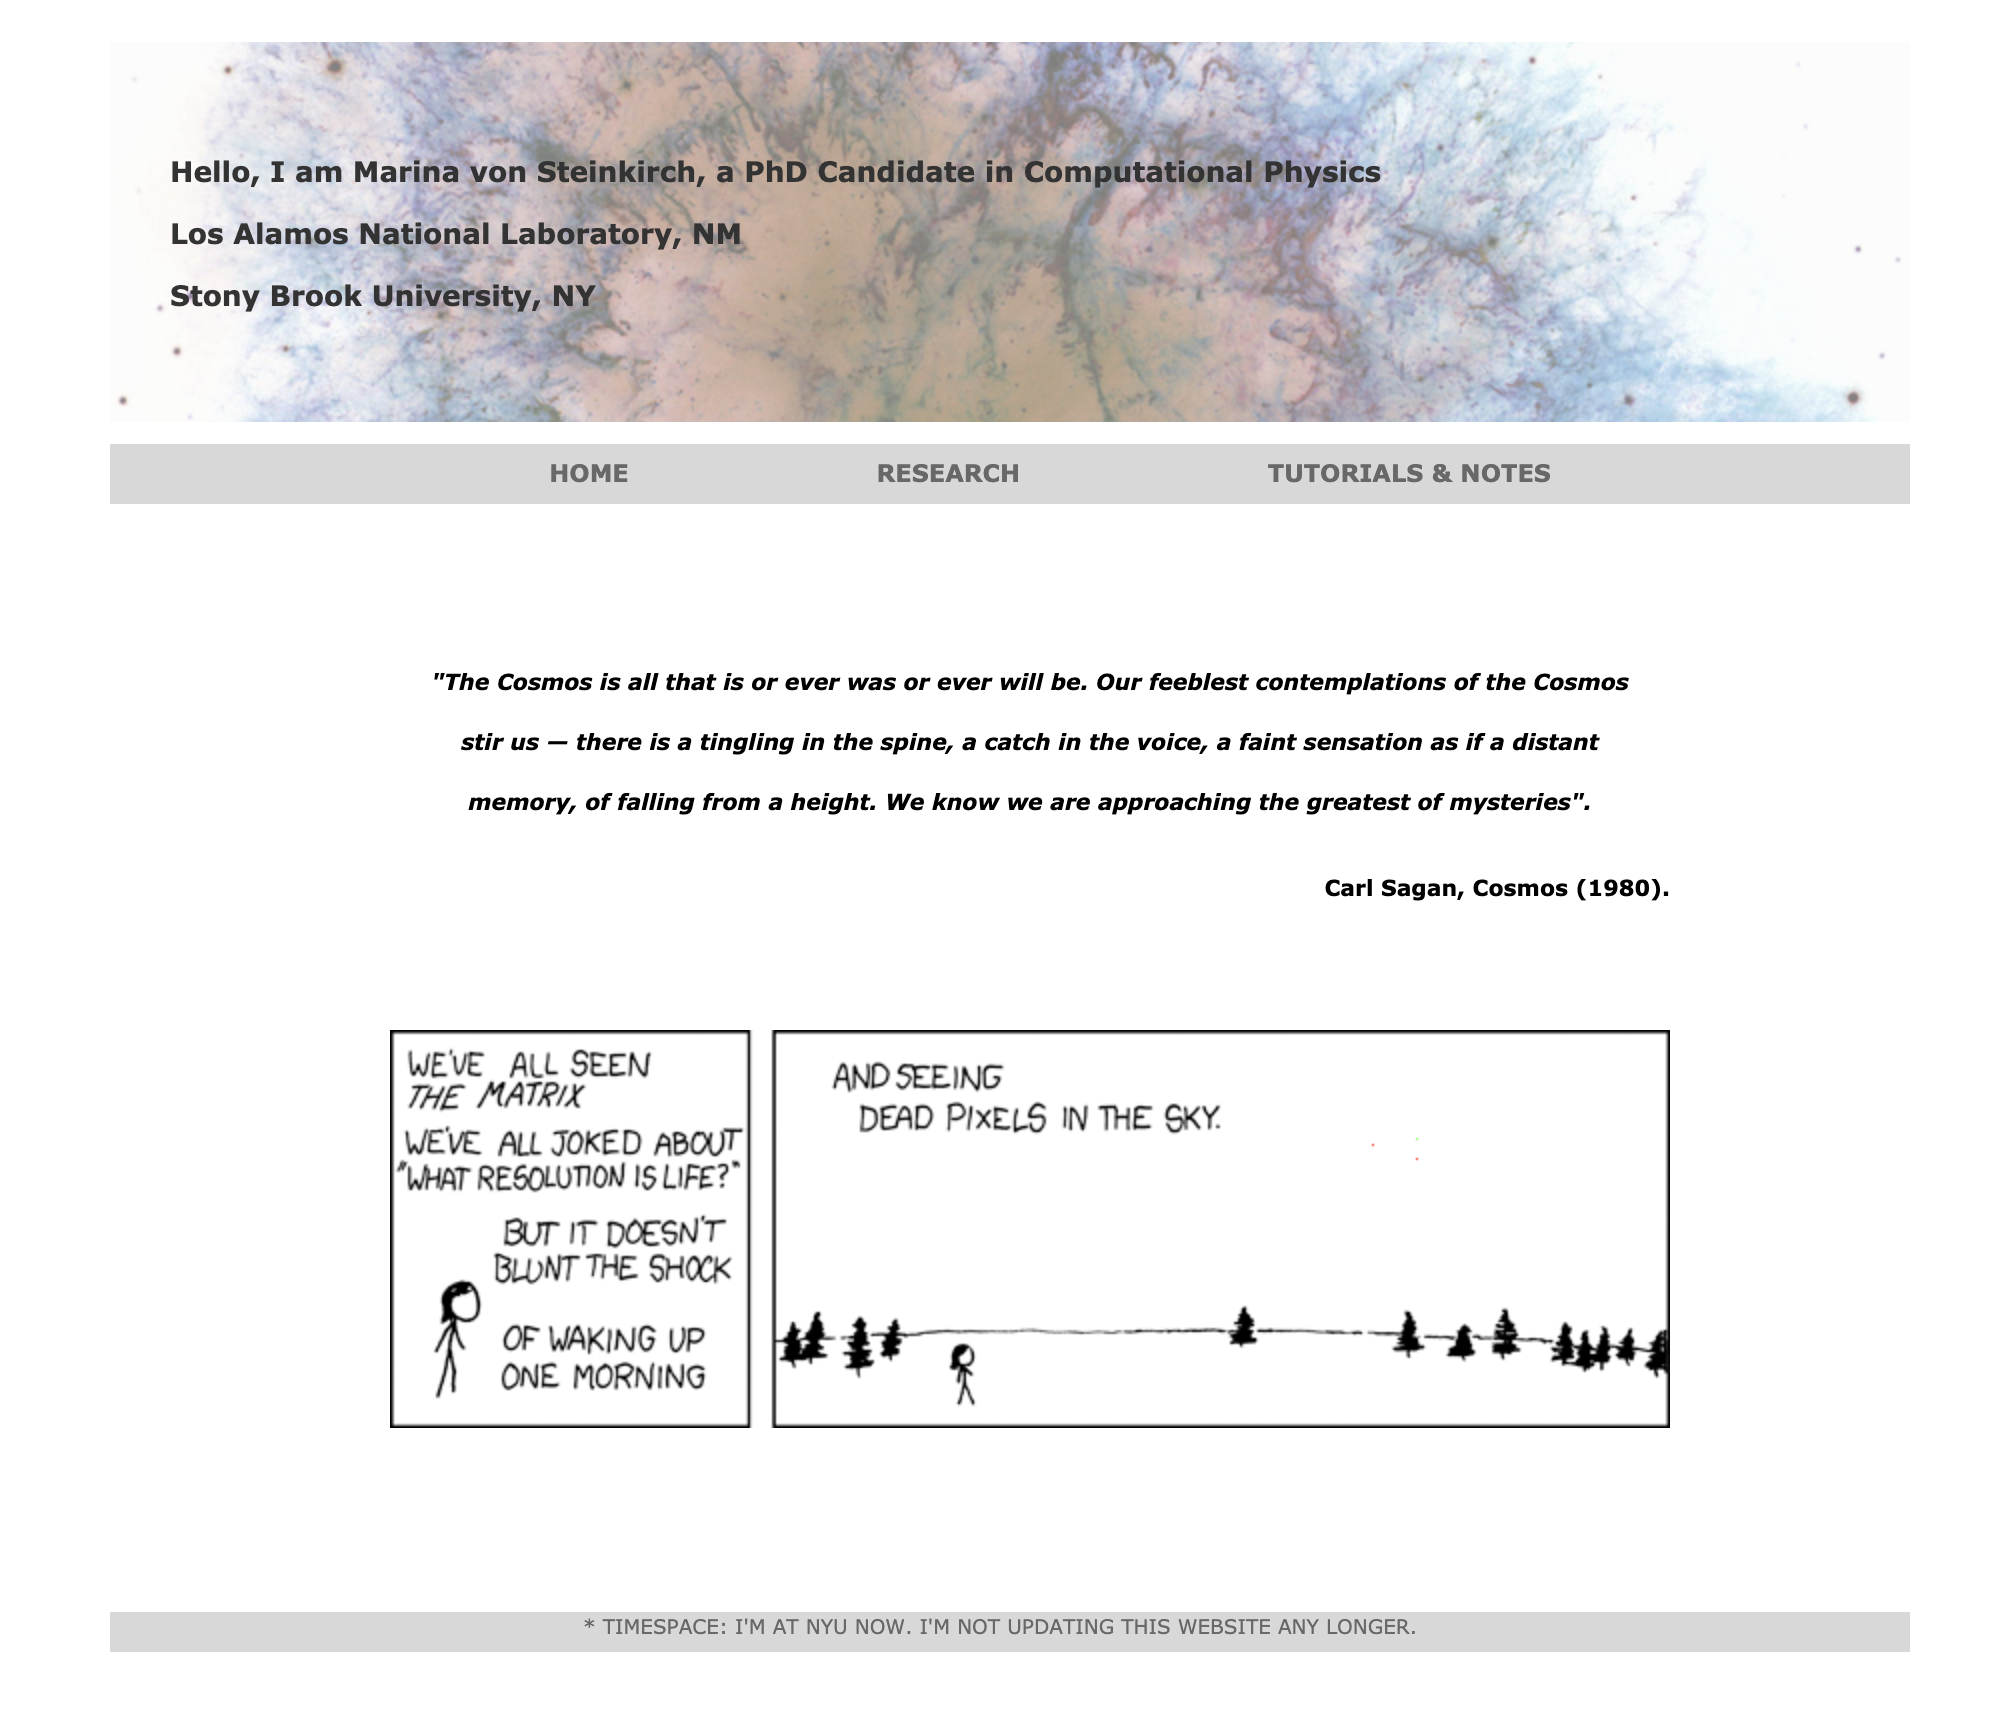 Hello, I am Marina von Steinkirch, a PhD Candidate in Computational Physics
Los Alamos National Laboratory, NM
Stony Brook University, NY
HOME RESEARCH TUTORIALS & NOTES
"The Cosmos is all that is or ever was or ever will be. Our feeblest contemplations of the Cosmos
stir us — there is a tingling in the spine, a catch in the voice, a faint sensation as if a distant
memory, of falling from a height. We know we are approaching the greatest of mysteries".
Carl Sagan, Cosmos (1980).
WE'VE ALL SEEN
THE MATRIX
WE'VE ALL JOKED ABOUT
"WHAT RESOLUTION IS LIFE?"
BUT IT DOESN'T
BLUNT THE SHOCK
OF WAKING UP
ONE MORNING
AND SEEING
DEAD PIXELS IN THE SKY.
* TIMESPACE: I'M AT NYU NOW. I'M NOT UPDATING THIS WEBSITE ANY LONGER.